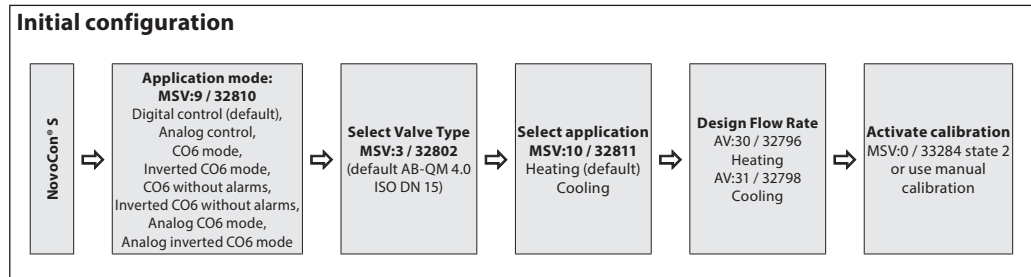 Initial configuration
NovoCon® S
Application mode:
MSV:9 / 32810
Digital control (default),
Analog control,
CO6 mode,
Inverted CO6 mode,
CO6 without alarms,
Inverted CO6 without alarms,
Analog CO6 mode,
Analog inverted CO6 mode
Select Valve Type
MSV:3 / 32802
(default AB-QM 4.0
ISO DN 15)
Select application
MSV:10 / 32811
Heating (default)
Cooling
Design Flow Rate
AV:30 / 32796
Heating
AV:31 / 32798
Cooling
Activate calibration
MSV:0 / 33284 state 2
or use manual
calibration